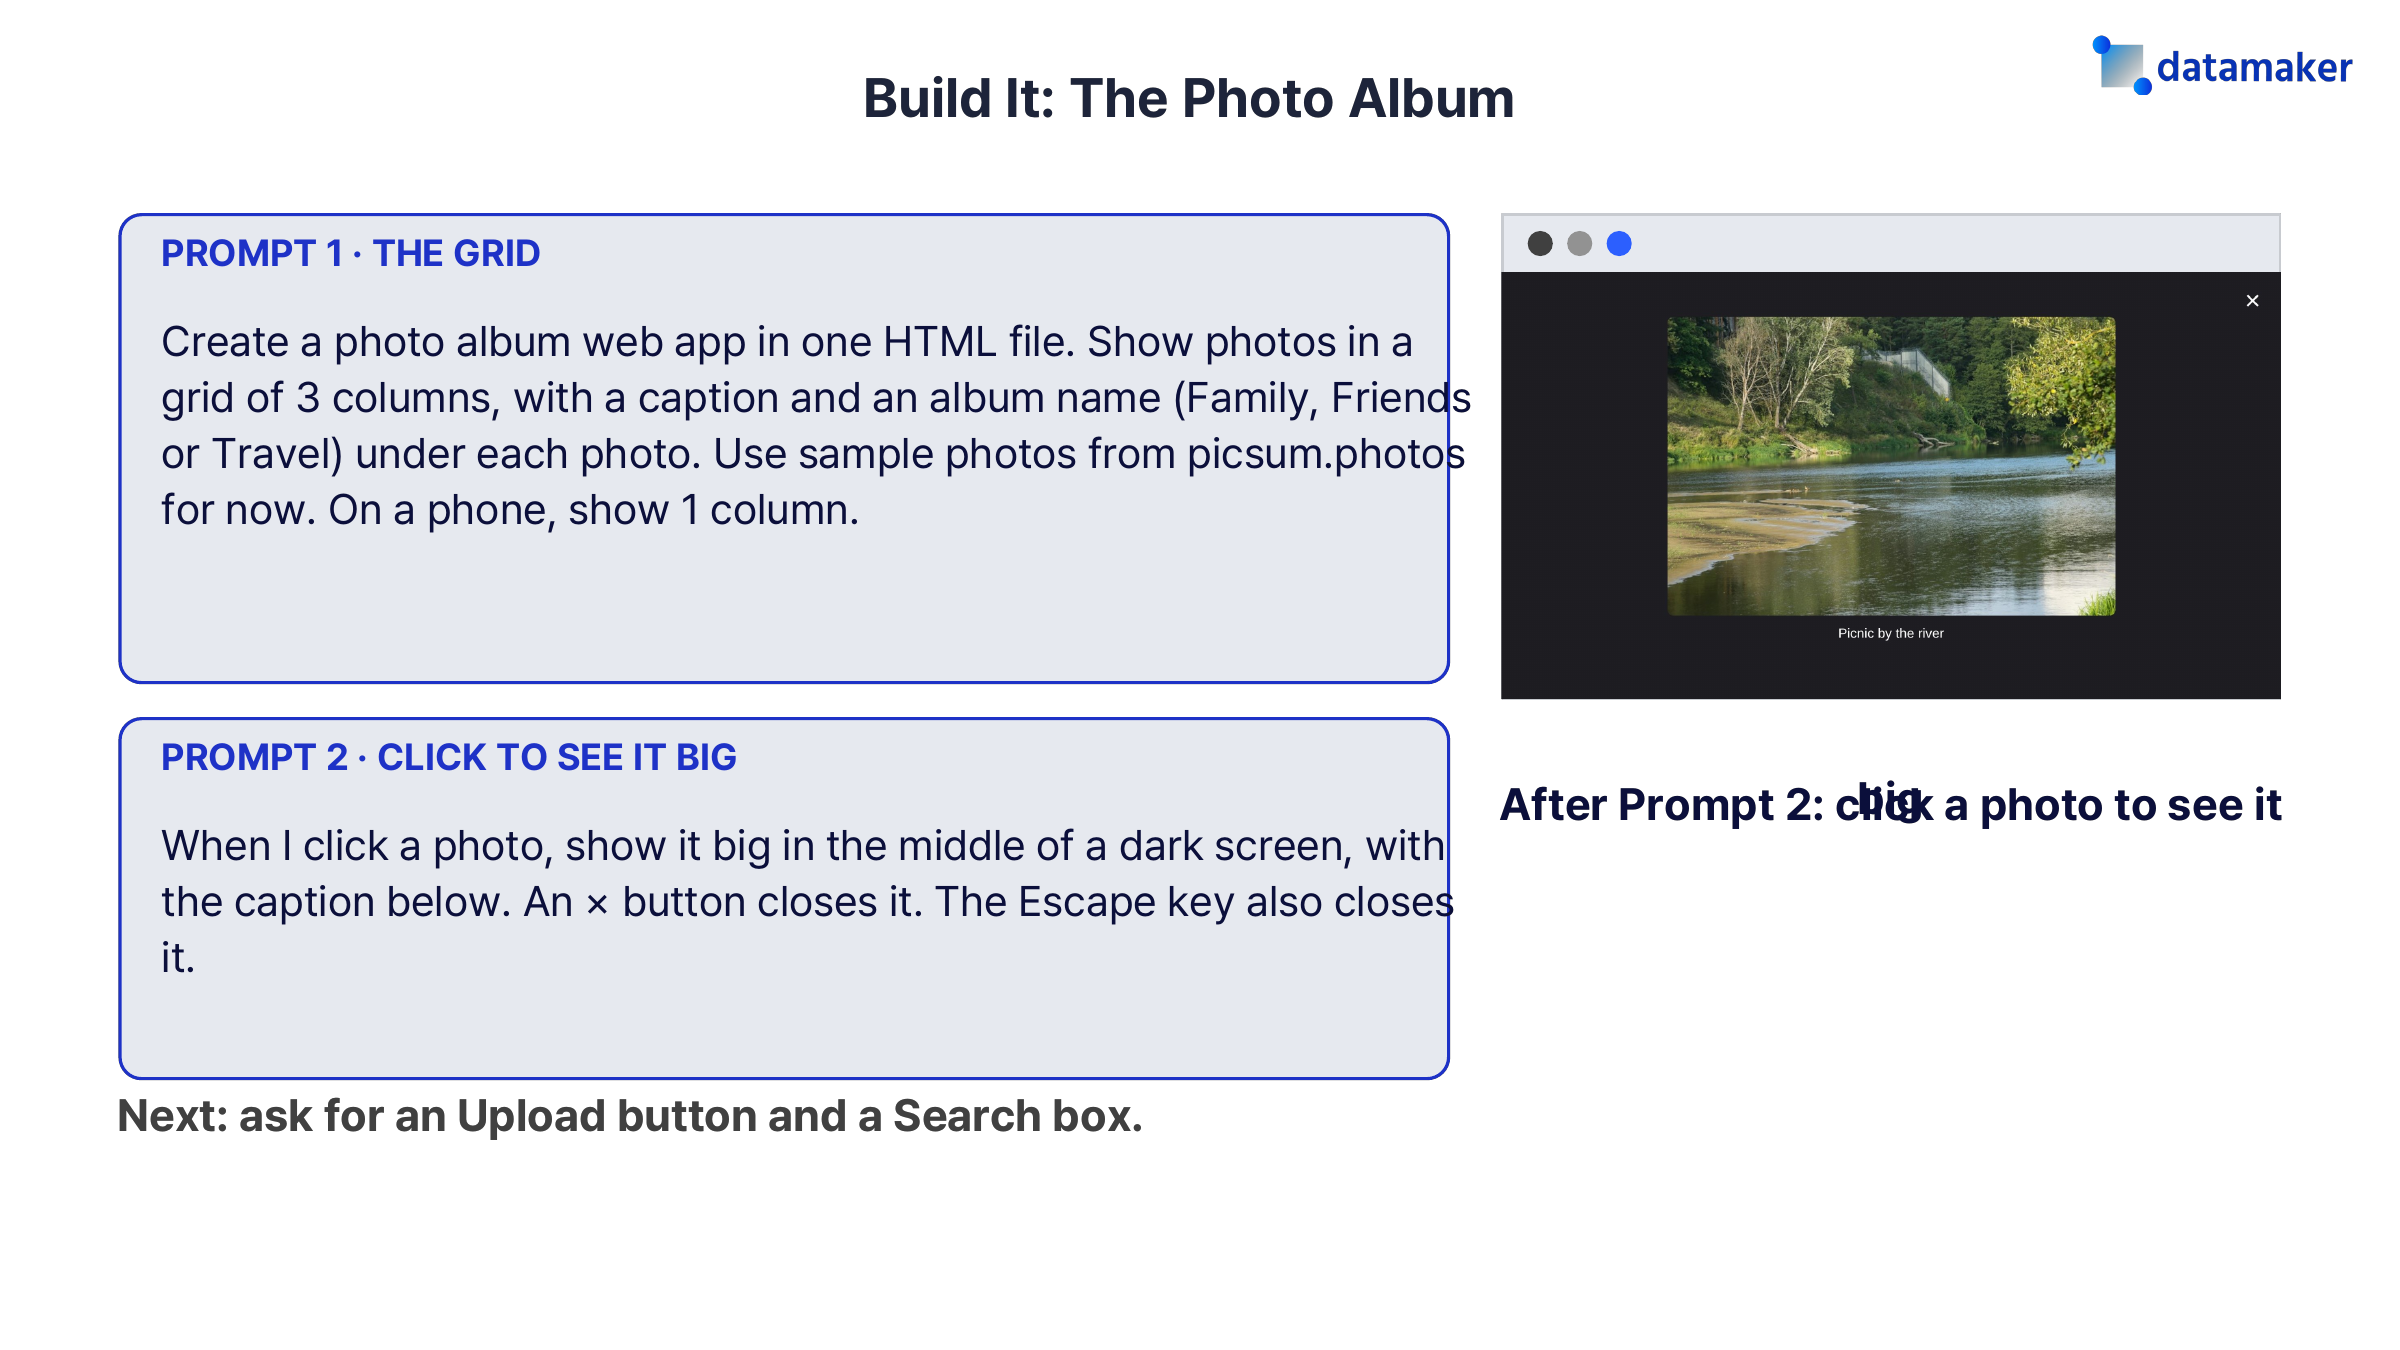 datamaker
Build It: The Photo Album
PROMPT 1 · THE GRID
Create a photo album web app in one HTML file. Show photos in a
grid of 3 columns, with a caption and an album name (Family, Friends
or Travel) under each photo. Use sample photos from picsum.photos
for now. On a phone, show 1 column.
PROMPT 2 · CLICK TO SEE IT BIG
When I click a photo, show it big in the middle of a dark screen, with
the caption below. An × button closes it. The Escape key also closes
it.
Next: ask for an Upload button and a Search box.
×
Picnic by the river
After Prompt 2: click a photo to see it
big